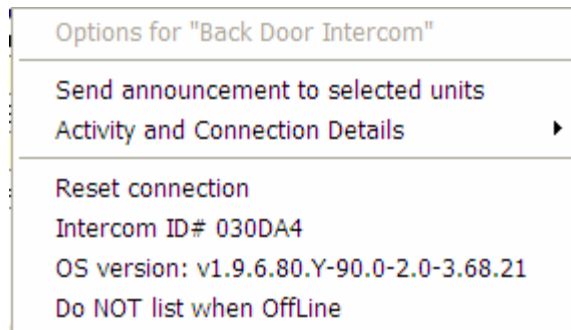 Options for "Back Door Intercom"
Send announcement to selected units
Activity and Connection Details
Reset connection
Intercom ID# 030DA4
OS version: v1.9.6.80.Y-90.0-2.0-3.68.21
Do NOT list when OffLine